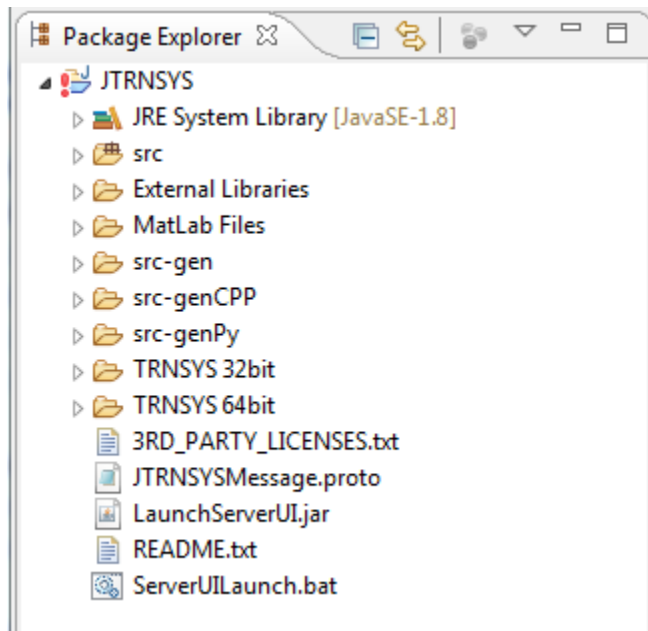 Package Explorer
JTRNSYS
JRE System Library [JavaSE-1.8]
src
External Libraries
MatLab Files
src-gen
src-genCPP
src-genPy
TRNSYS 32bit
TRNSYS 64bit
3RD_PARTY_LICENSES.txt
JTRNSYSMessage.proto
LaunchServerUI.jar
README.txt
ServerUILaunch.bat